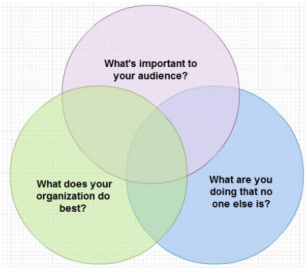 What's important to
your audience?
What does your
organization do
best?
What are you
doing that no
one else is?